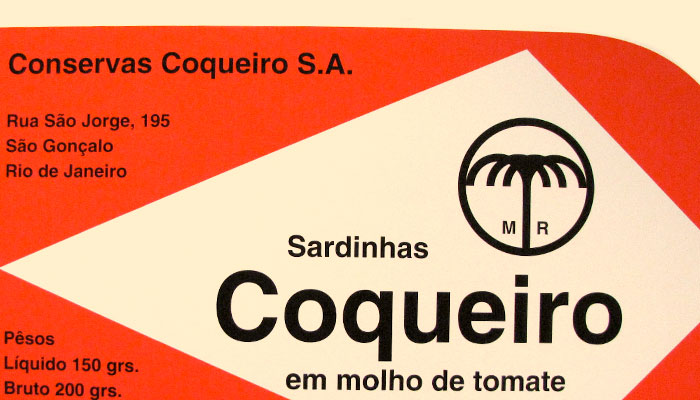 Conservas Coqueiro S.A.
Rua São Jorge, 195
São Gonçalo
Rio de Janeiro
M R
Sardinhas
Coqueiro
em molho de tomate
Pêsos
Líquido 150 grs.
Bruto 200 grs.